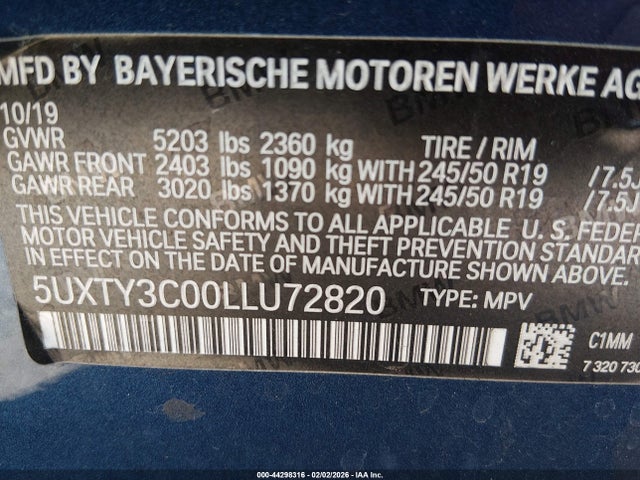 MFD BY BAYERISCHE MOTOREN WERKE AG
10/19
GVWR 5203 lbs 2360 kg TIRE / RIM
GAWR FRONT 2403 lbs 1090 kg WITH 245/50 R19 /7.5J
GAWR REAR 3020 lbs 1370 kg WITH 245/50 R19 /7.5J
THIS VEHICLE CONFORMS TO ALL APPLICABLE U. S. FEDER
MOTOR VEHICLE SAFETY AND THEFT PREVENTION STANDAR
IN EFFECT ON THE DATE OF MANUFACTURE SHOWN ABOVE.
5UXTY3C00LLU72820 TYPE: MPV
C1MM
7 320 730
000-44298316 - 02/02/2026 - IAA Inc.